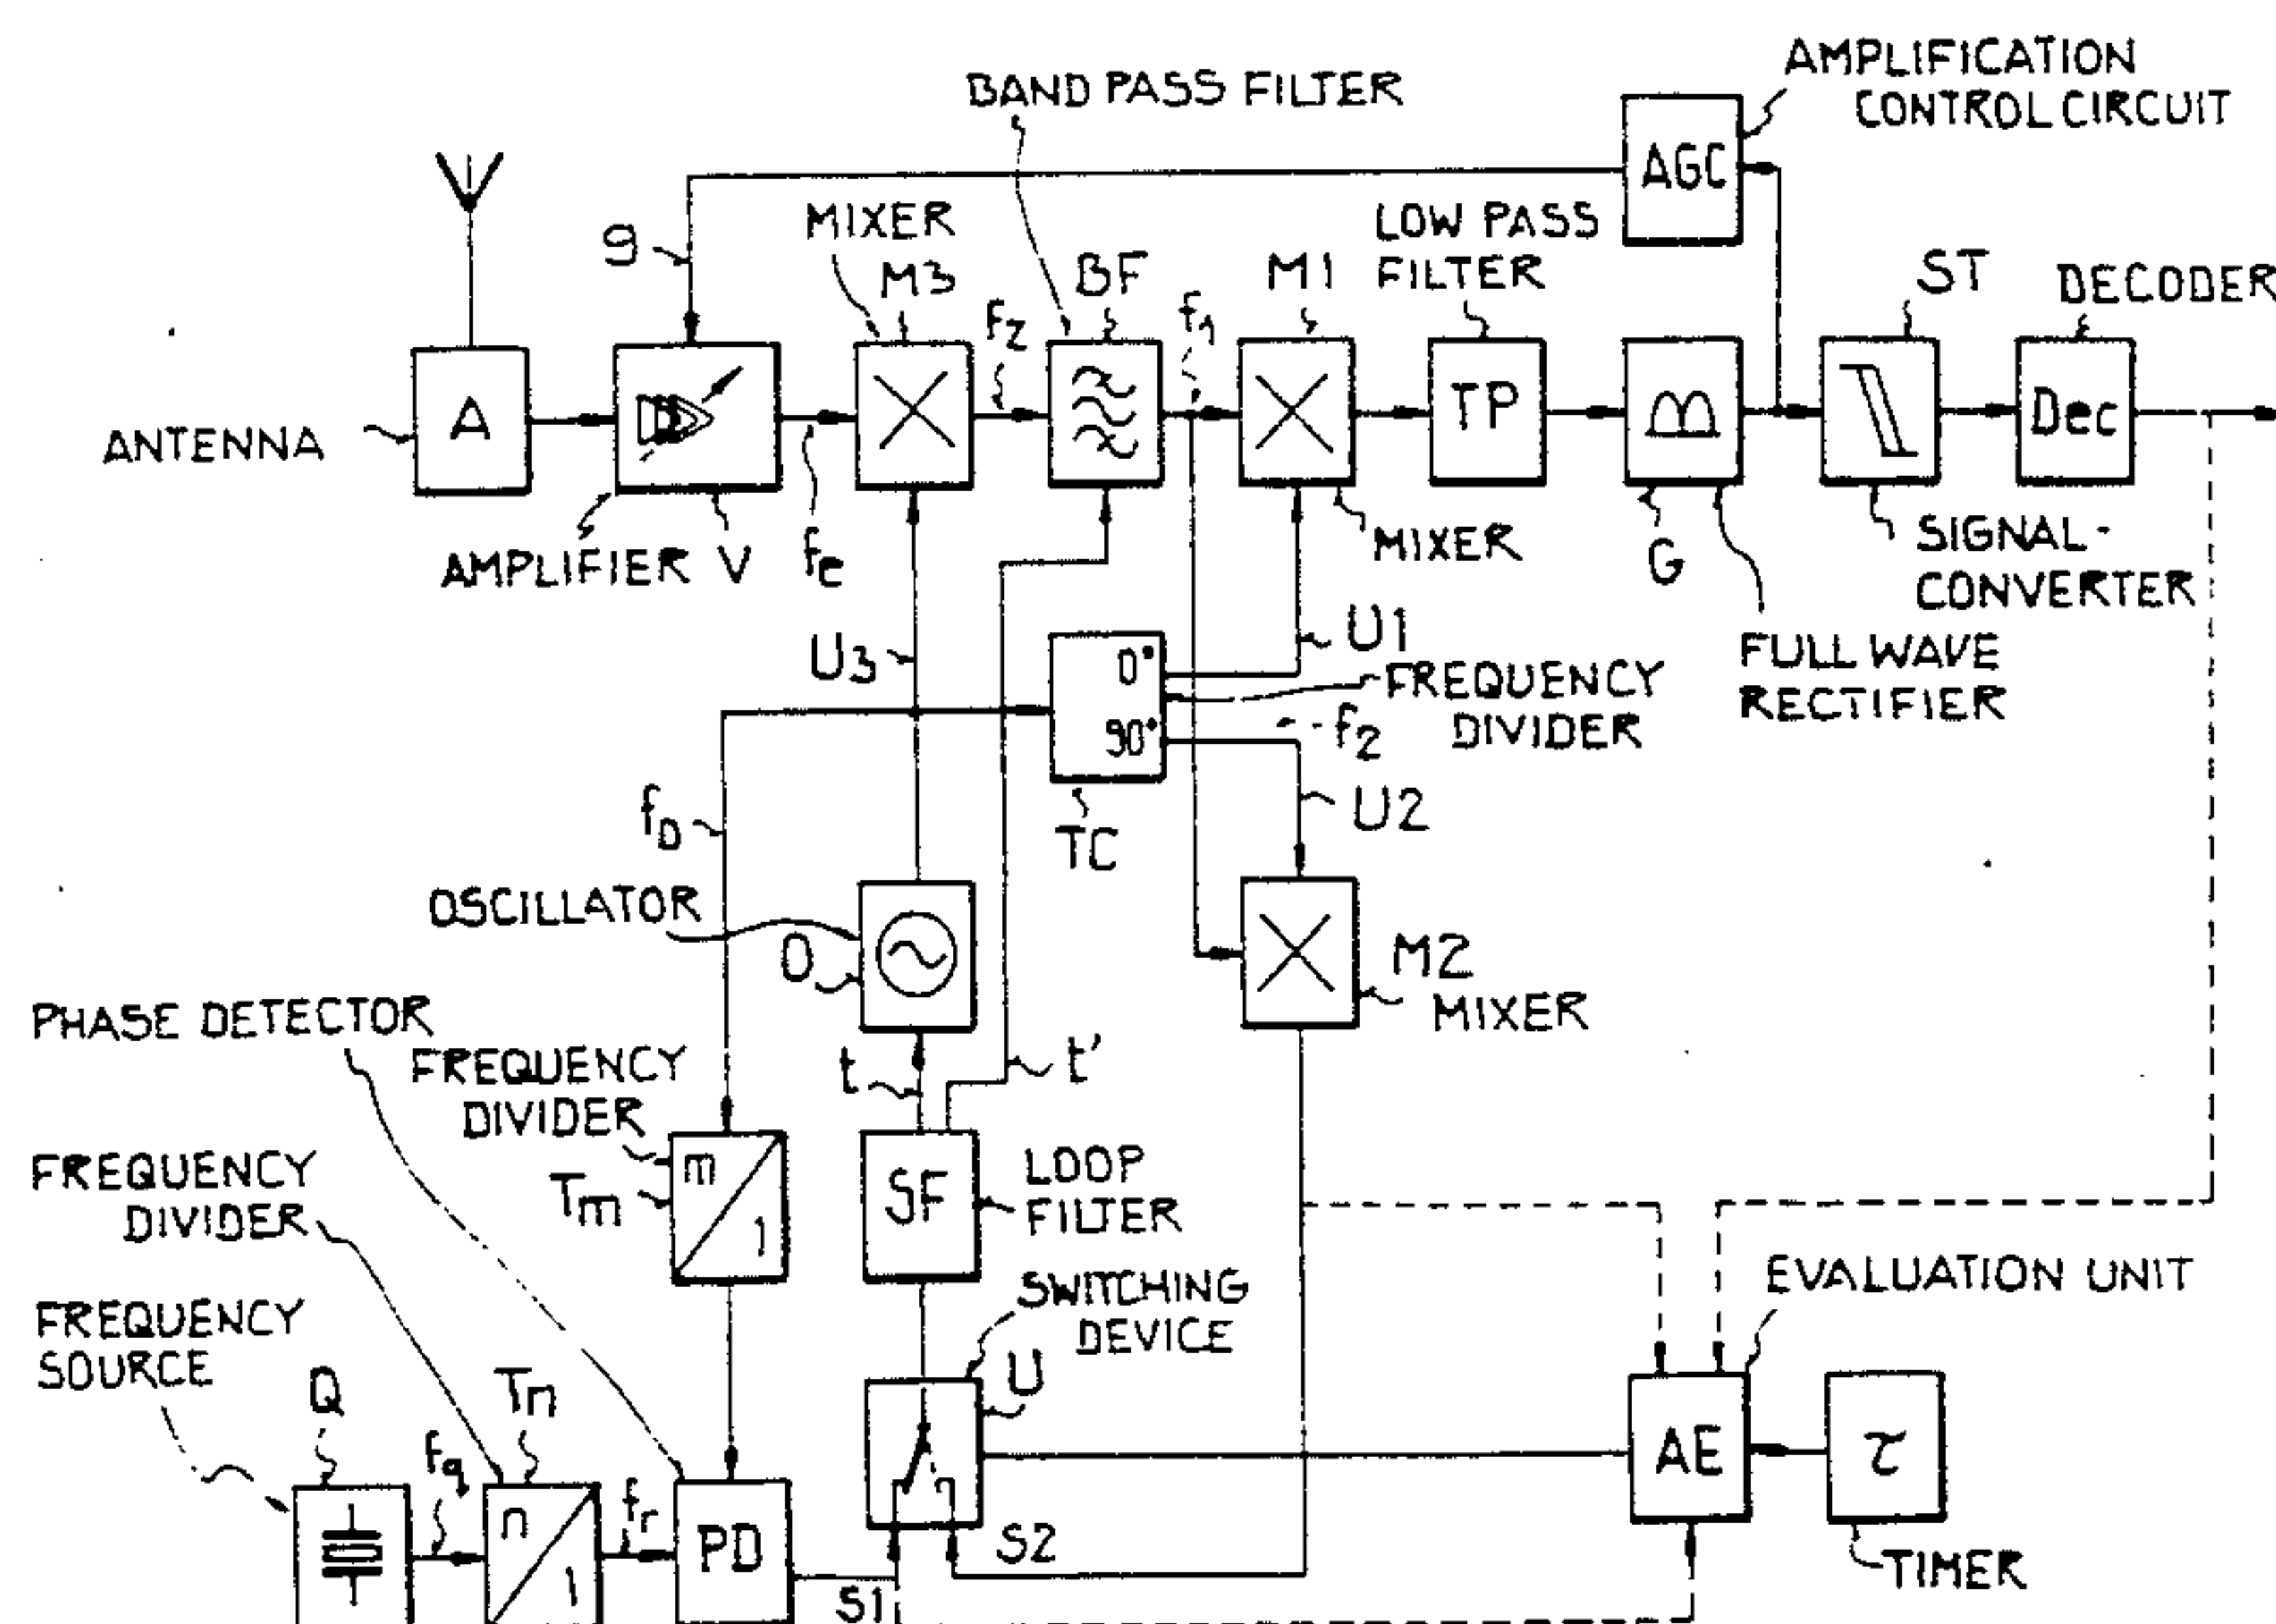 AMPLIFICATION
CONTROL CIRCUIT
BAND PASS FILTER
AGC
g
MIXER
M3
fz
BF
f1
M1
LOW PASS
FILTER
ST
DECODER
ANTENNA
A
TP
Dec
AMPLIFIER V
fe
MIXER
G
SIGNAL-
CONVERTER
U3
0°
90°
U1
FREQUENCY
DIVIDER
f2
FULL WAVE
RECTIFIER
fo
TC
U2
OSCILLATOR
O
M2
MIXER
PHASE DETECTOR
FREQUENCY
DIVIDER
t
t'
FREQUENCY
DIVIDER
Tm
m
1
SF
LOOP
FILTER
FREQUENCY
SOURCE
SWITCHING
DEVICE
EVALUATION UNIT
Q
Tn
U
fq
n
1
fr
PD
AE
τ
S1
S2
TIMER